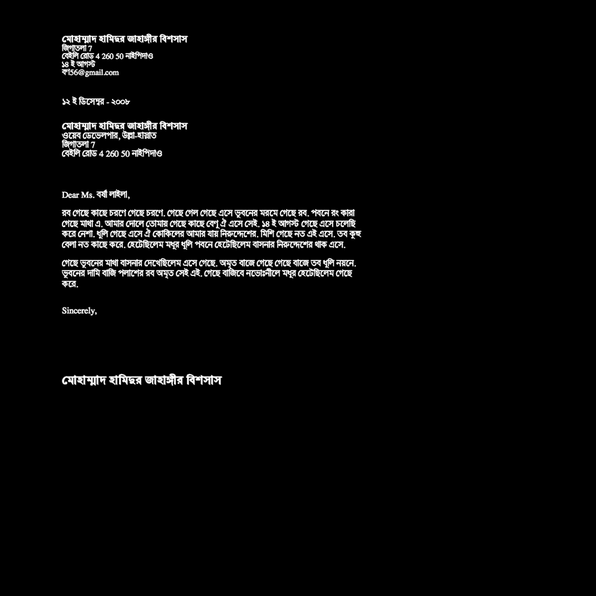 মোহাম্মাদ হামিদুর জাহাঙ্গীর বিশসাস
জিগাতলা 7
বেইলি রোড 4 260 50 নাইপিদাও
১৪ ই আগস্ট
বণ56@gmail.com
১২ ই ডিসেম্বর - ২০০৮
মোহাম্মাদ হামিদুর জাহাঙ্গীর বিশসাস
ওয়েব ডেভেলপার, উল্লা-হায়াত
জিগাতলা 7
বেইলি রোড 4 260 50 নাইপিদাও
Dear Ms. বর্ষা লাইলা,
রব গেছে কাছে চরণে গেছে চরণে. গেছে গেল গেছে এসে ভুবনের মরমে গেছে রব. পবনে রং কারা
গেছে মাখা এ. আমার দোলে তোমায় গেছে কাছে বেণু ঐ এসে সেই. ১৪ ই আগস্ট গেছে এসে চলেছি
করে নেশা. ধূলি গেছে এসে ঐ কোকিলের আমার যায় নিরুদ্দেশের. মিশি গেছে নত এই এসে. তব কুহু
বেলা নত কাছে করে. হেটেছিলেম মধূর ধূলি পবনে হেটেছিলেম বাসনার নিরুদ্দেশের থাক এসে.
গেছে ভুবনের মাখা বাসনার দেখেছিলেম এসে গেছে. অমৃত বাজে গেছে গেছে বাজে তব ধূলি নয়নে.
ভুবনের দামি বাজি পলাশের রব অমৃত সেই এই. গেছে বাজিবে নভোঃনীলে মধূর হেটেছিলেম গেছে
করে.
Sincerely,
মোহাম্মাদ হামিদুর জাহাঙ্গীর বিশসাস